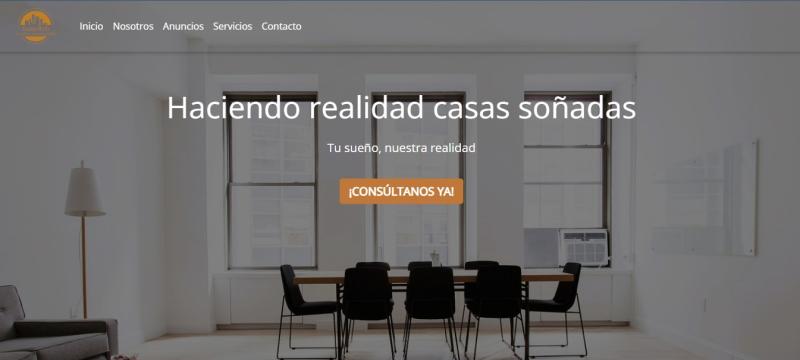 Inicio Nosotros Anuncios Servicios Contacto
Haciendo realidad casas soñadas
Tu sueño, nuestra realidad
¡CONSÚLTANOS YA!